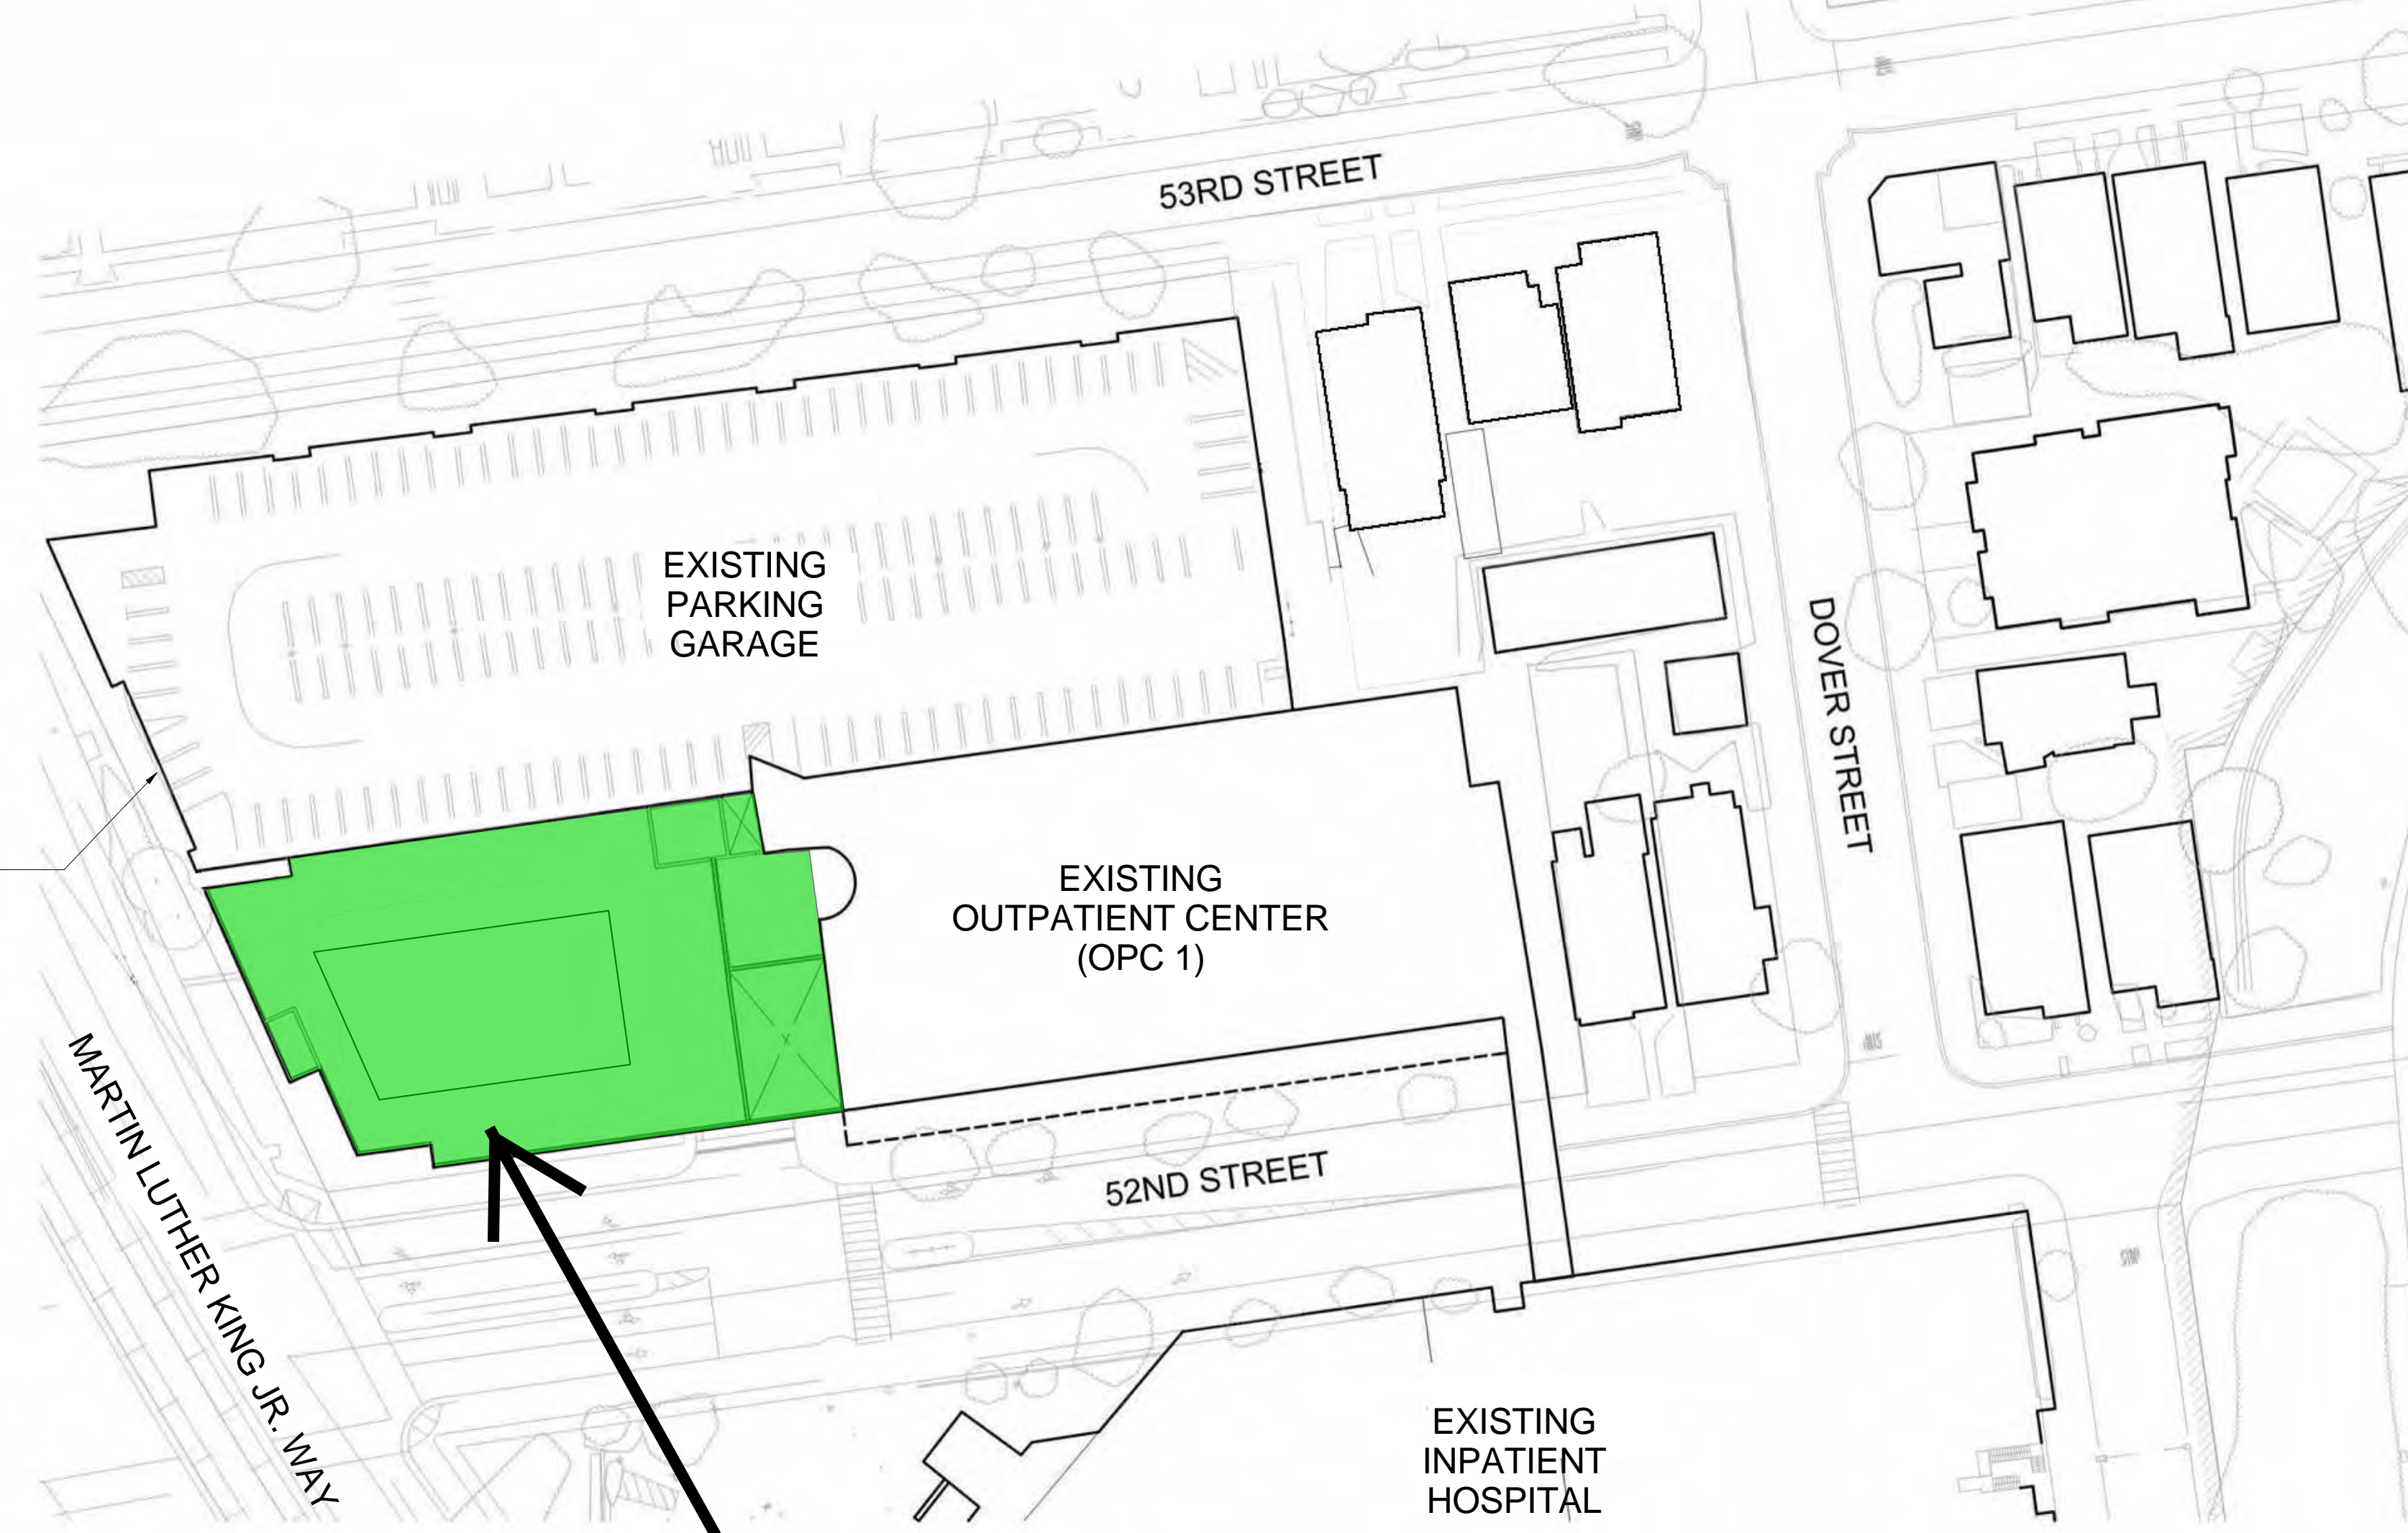 53RD STREET
EXISTING
PARKING
GARAGE
DOVER STREET
EXISTING
OUTPATIENT CENTER
(OPC 1)
MARTIN LUTHER KING JR. WAY
52ND STREET
EXISTING
INPATIENT
HOSPITAL